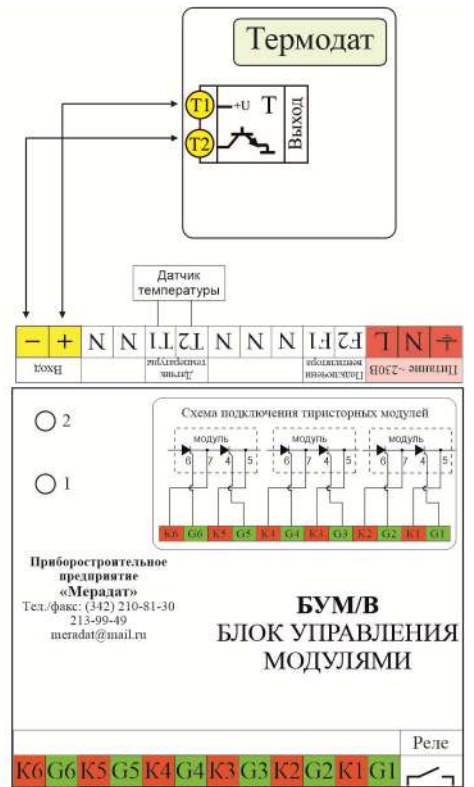 Термодат
T1
+U
T
Выход
T2
Датчик
температуры
− + N N T1 T2 N N N F1 F2 L N
Вход
Датчик
температуры
Подключения
вентилятора
Питание ~230В
2
1
Схема подключения тиристорных модулей
модуль модуль модуль
6 7 4 5 6 7 4 5 6 7 4 5
K6 G6 K5 G5 K4 G4 K3 G3 K2 G2 K1 G1
Приборостроительное
предприятие
«Мерадат»
Тел./факс: (342) 210-81-30
213-99-49
meradat@mail.ru
БУМ/В
БЛОК УПРАВЛЕНИЯ
МОДУЛЯМИ
Реле
K6 G6 K5 G5 K4 G4 K3 G3 K2 G2 K1 G1